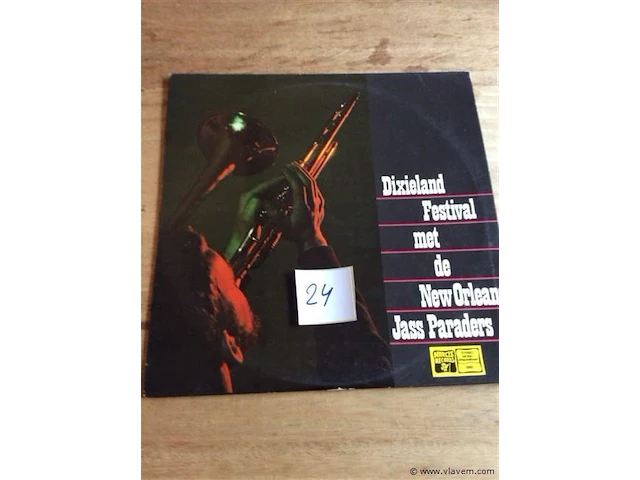 Dixieland
Festival
met
de
New Orlean
Jass Paraders
24
© www.vlavem.com